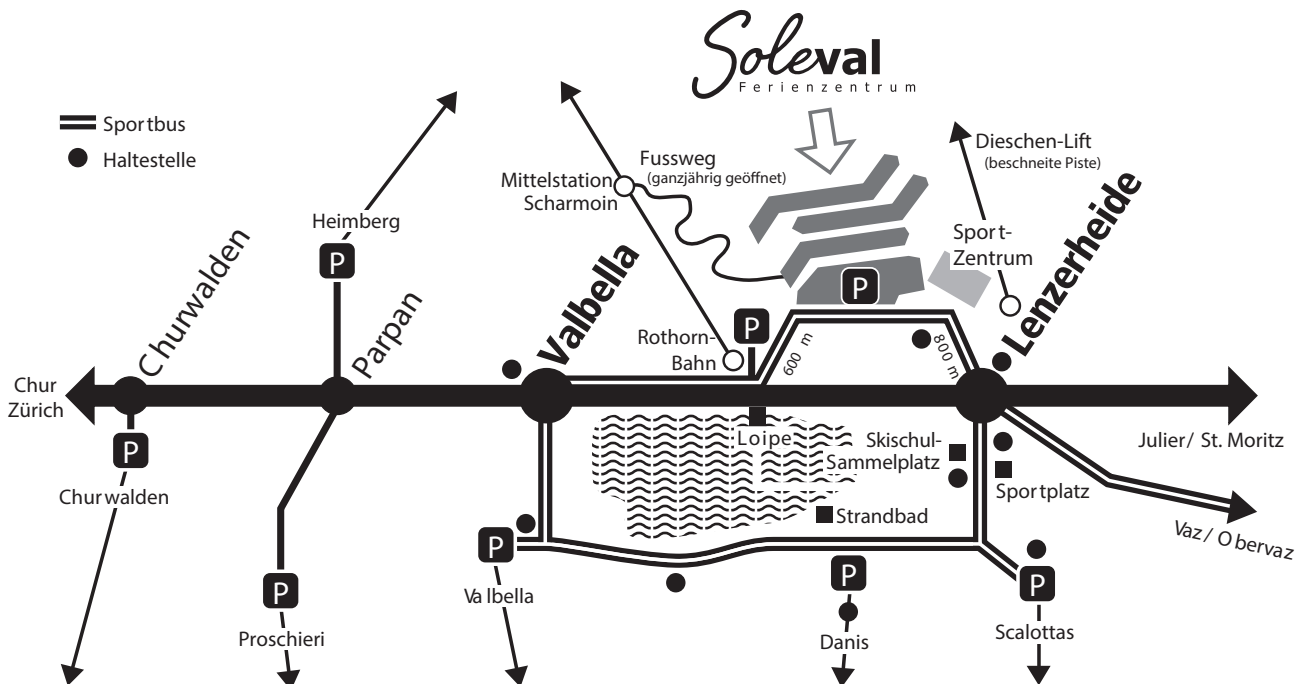 Soleval
Ferienzentrum
Sportbus
Haltestelle
Fussweg
(ganzjährig geöffnet)
Dieschen-Lift
(beschneite Piste)
Mittelstation
Scharmoin
Heimberg
P
Churwalden
Parpan
Valbella
Sport-
Zentrum
Lenzerheide
P
P
Rothorn-
Bahn
600 m
800 m
Chur
Zürich
Julier/ St. Moritz
P
Churwalden
Loipe
Skischul-
Sammelplatz
Sportplatz
Strandbad
Vaz/ Obervaz
P
Valbella
P
Proschieri
P
Danis
P
Scalottas